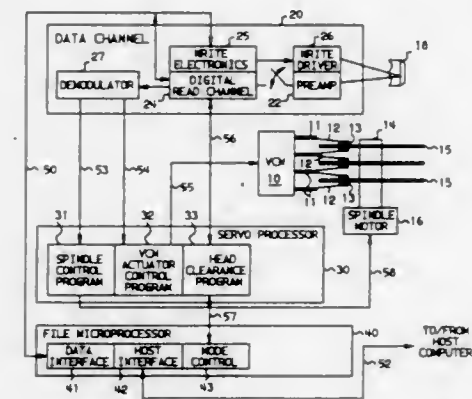 20
DATA CHANNEL
25
26
18
27
WRITE ELECTRONICS
WRITE DRIVER
DEMODULATOR
DIGITAL READ CHANNEL
PREAMP
24
22
56
50
53
54
55
11
12
13
14
VCM
10
15
12
15
11
12
13
31
32
33
SPINDLE MOTOR
16
SERVO PROCESSOR
SPINDLE CONTROL PROGRAM
VCM ACTUATOR CONTROL PROGRAM
HEAD CLEARANCE PROGRAM
30
58
57
FILE MICROPROCESSOR
40
DATA INTERFACE
HOST INTERFACE
MODE CONTROL
TO/FROM HOST COMPUTER
52
41
42
43